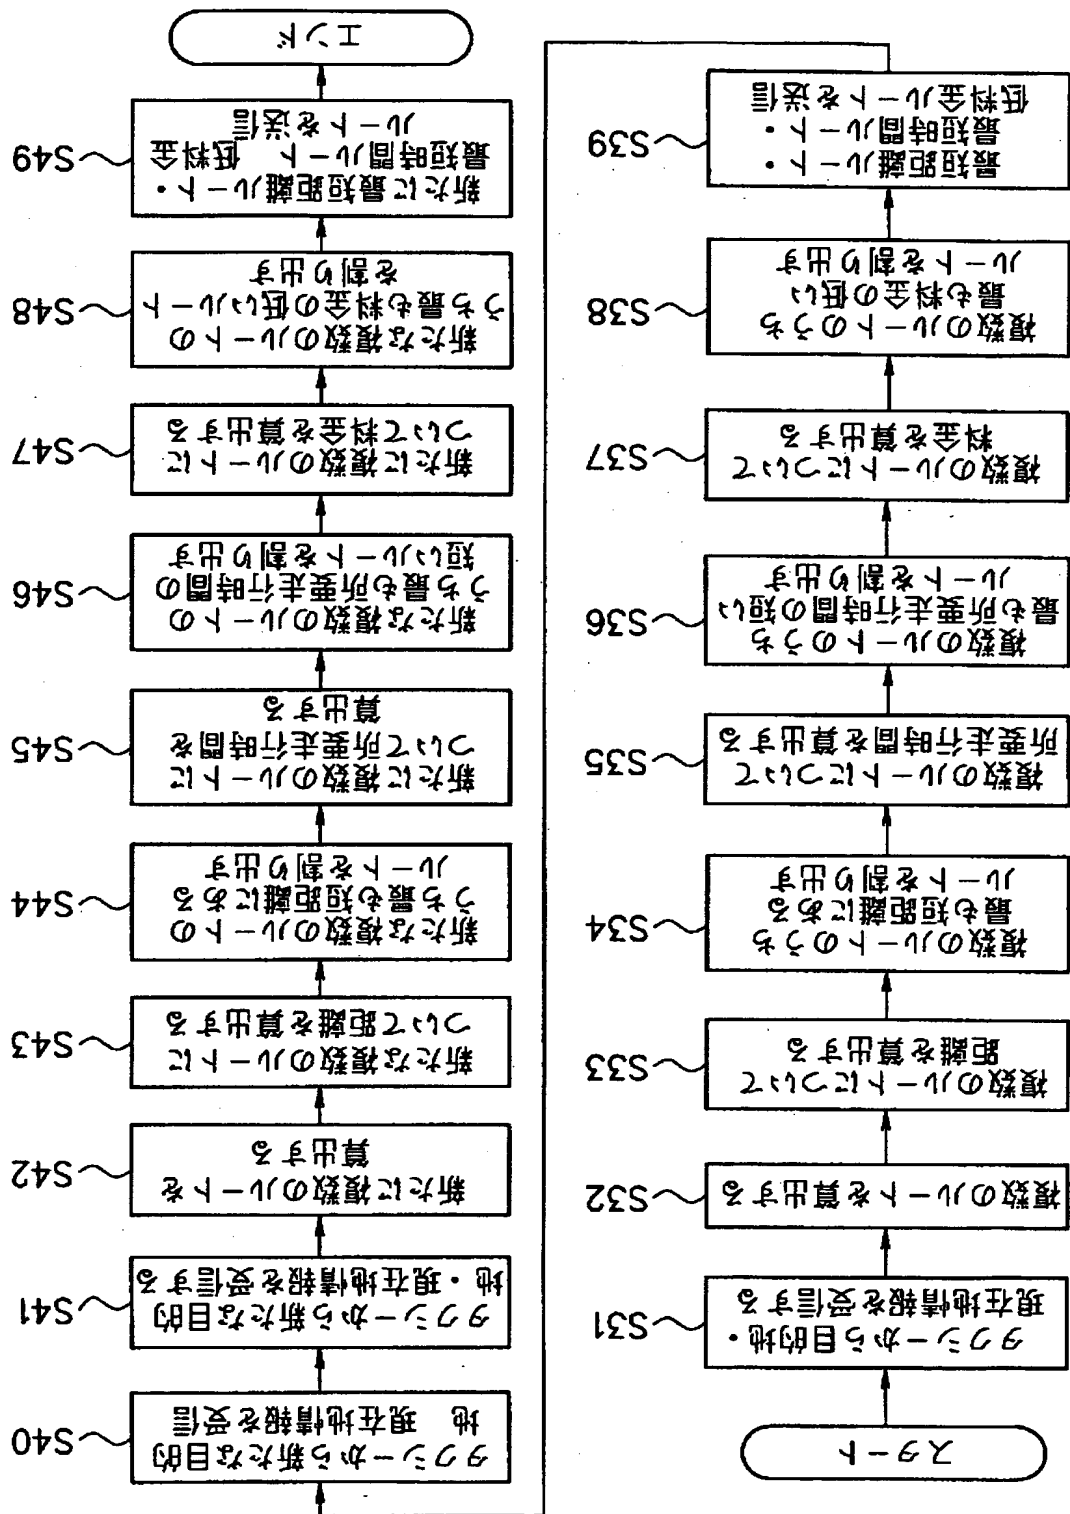 スタート
タクシーから目的地・
現在地情報を受信する
S31
複数のルートを算出する
S32
複数のルートについて
距離を算出する
S33
複数のルートのうち
最も短距離にある
ルートを割り出す
S34
複数のルートについて
所要走行時間を算出する
S35
複数のルートのうち
最も所要走行時間の短い
ルートを割り出す
S36
複数のルートについて
料金を算出する
S37
複数のルートのうち
最も料金の低い
ルートを割り出す
S38
最短距離ルート・
最短時間ルート・
低料金ルートを送信
S39
タクシーから新たな目的
地 現在地情報を受信
S40
タクシーから新たな目的
地・現在地情報を受信する
S41
新たに複数のルートを
算出する
S42
新たな複数のルートに
ついて距離を算出する
S43
新たな複数のルートの
うち最も短距離にある
ルートを割り出す
S44
新たに複数のルートに
ついて所要走行時間を
算出する
S45
新たな複数のルートの
うち最も所要走行時間の
短いルートを割り出す
S46
新たに複数のルートに
ついて料金を算出する
S47
新たな複数のルートの
うち最も料金の低いルート
を割り出す
S48
新たに最短距離ルート・
最短時間ルート 低料金
ルートを送信
S49
エンド